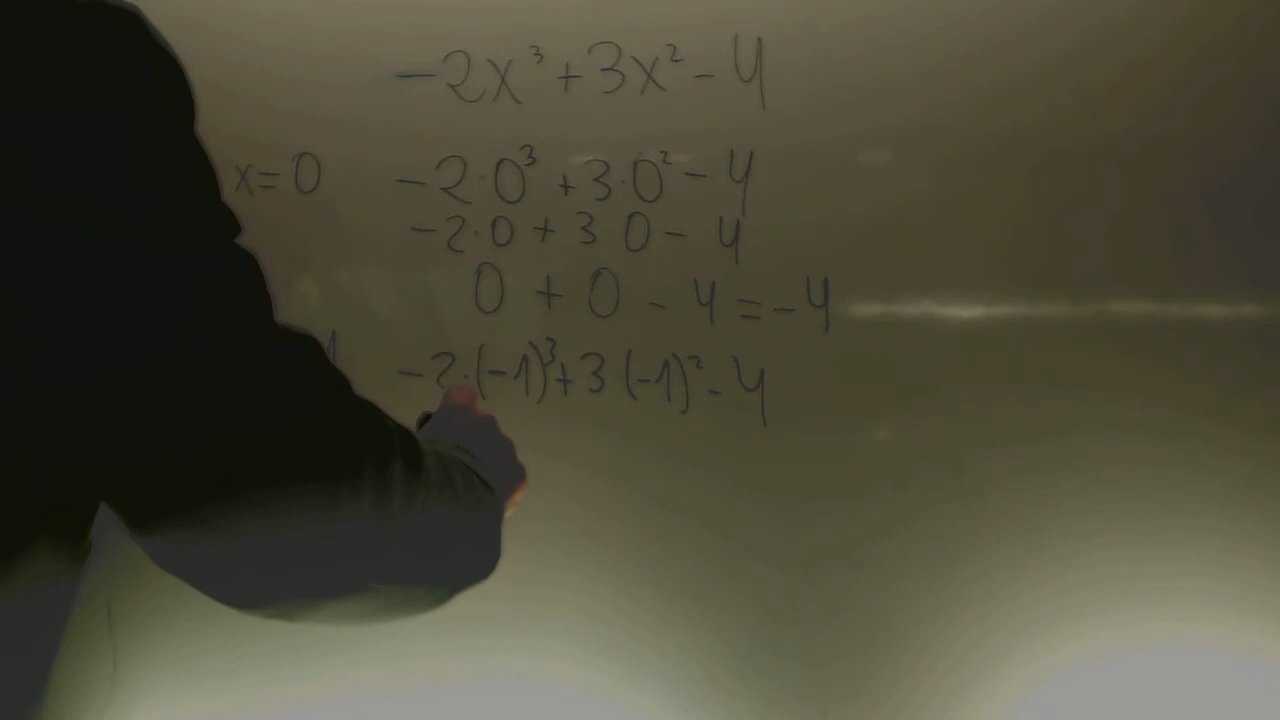 -2x³+3x²-4
x=0 -2·0³+3·0²-4
-2·0+3 0-4
0+0-4=-4
1 -2·(-1)³+3(-1)²-4